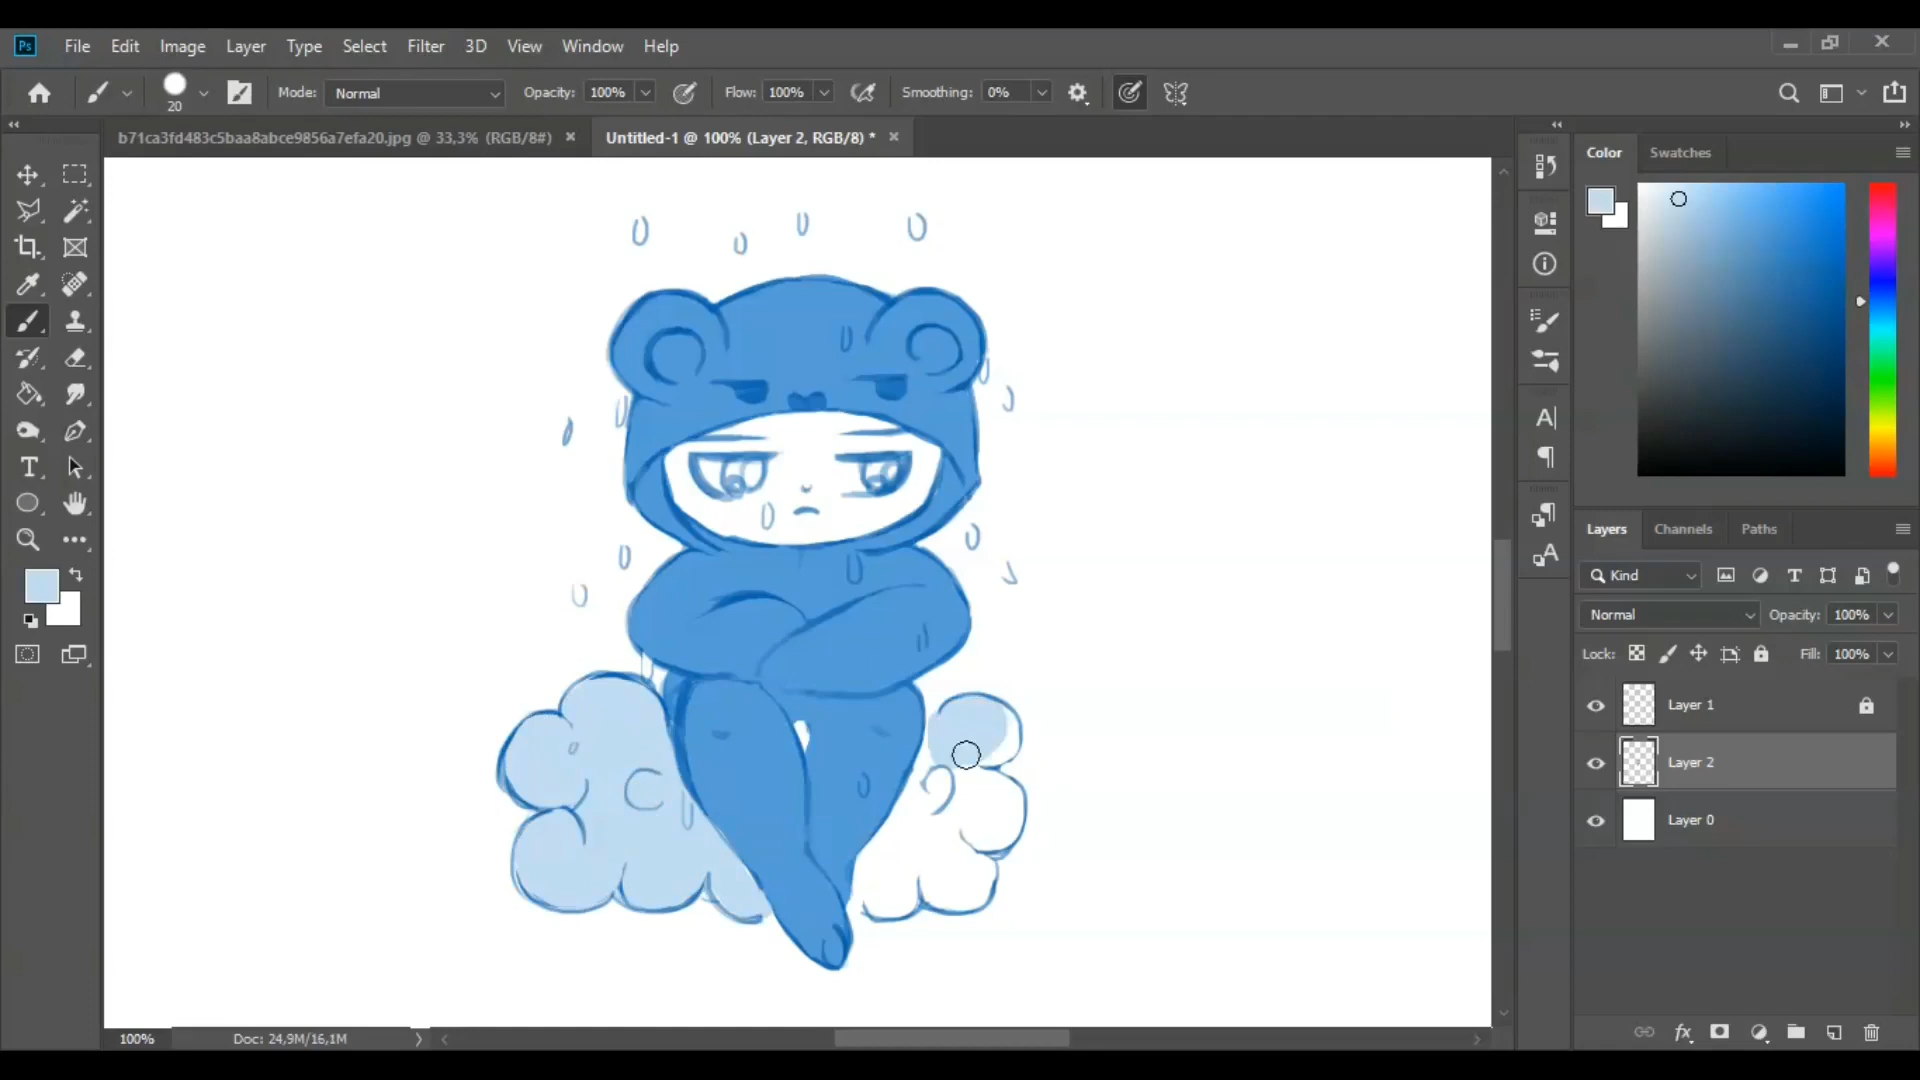 Ps File Edit Image Layer Type Select Filter 3D View Window Help
20 Mode: Normal Opacity: 100% Flow: 100% Smoothing: 0%
b71ca3fd483c5baa8abce9856a7efa20.jpg @ 33,3% (RGB/8#) Untitled-1 @ 100% (Layer 2, RGB/8) *
Color Swatches
Layers Channels Paths
Kind
Normal Opacity: 100%
Lock: Fill: 100%
Layer 1
Layer 2
Layer 0
100% Doc: 24,9M/16,1M